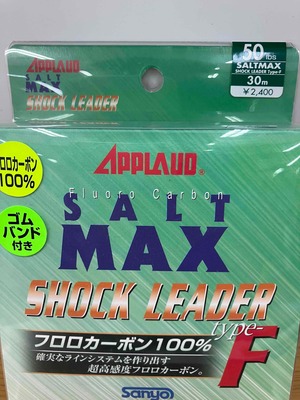 APPLAUD
SALT
MAX
SHOCK LEADER
50 lbs
SALTMAX
SHOCK LEADER Type-F
30m
¥2,400
フロロカーボン
100%
ゴム
バンド
付き
APPLAUD®
Fluoro Carbon
SALT
MAX
SHOCK LEADER
type-F
フロロカーボン100%
確実なラインシステムを作り出す
超高感度フロロカーボン。
Sanyo